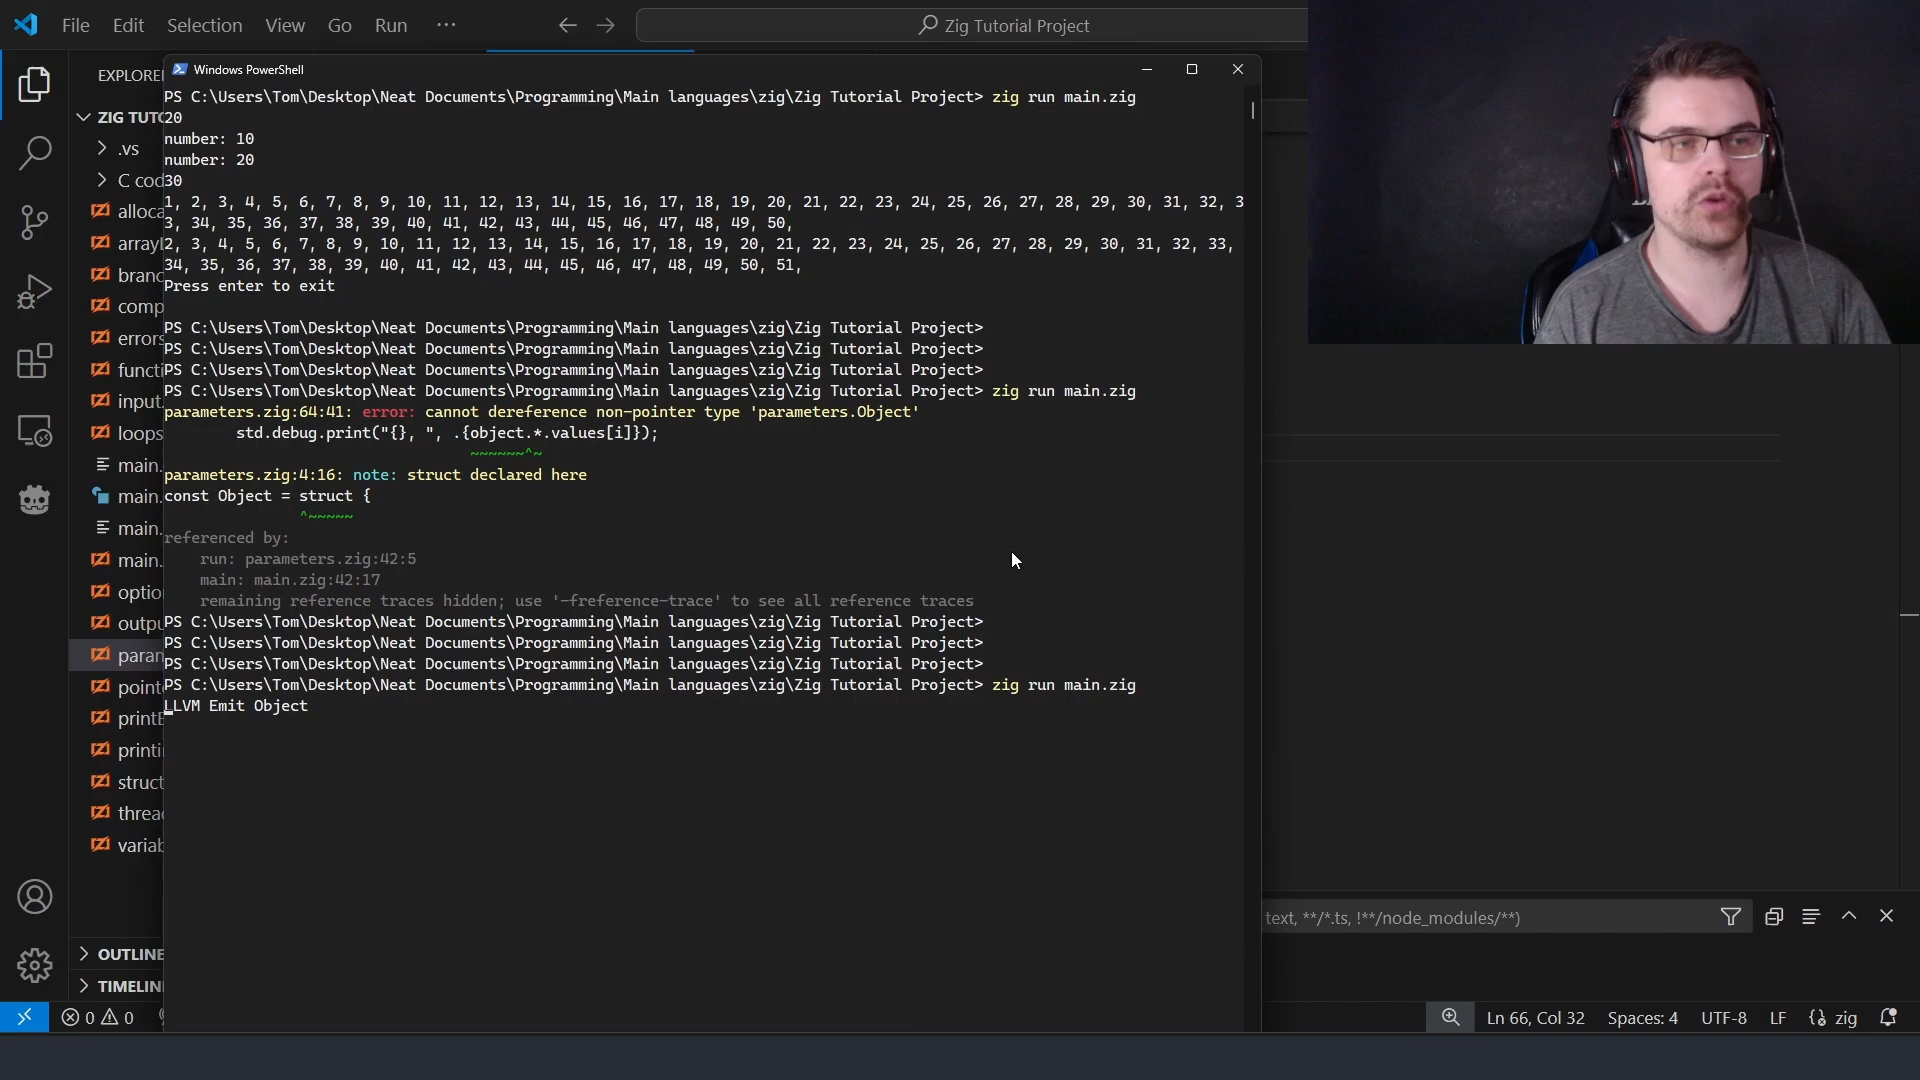 File Edit Selection View Go Run ···
Zig Tutorial Project
EXPLORE
Windows PowerShell
ZIG TUTO
.vs
C cod
alloca
array
branc
comp
errors
functi
input.
loops
main.
main.
main.
main.
optio
outpu
param
point
print
printi
struct
threa
variab
OUTLINE
TIMELIN
PS C:\Users\Tom\Desktop\Neat Documents\Programming\Main languages\zig\Zig Tutorial Project> zig run main.zig
20
number: 10
number: 20
30
1, 2, 3, 4, 5, 6, 7, 8, 9, 10, 11, 12, 13, 14, 15, 16, 17, 18, 19, 20, 21, 22, 23, 24, 25, 26, 27, 28, 29, 30, 31, 32, 3
3, 34, 35, 36, 37, 38, 39, 40, 41, 42, 43, 44, 45, 46, 47, 48, 49, 50,
2, 3, 4, 5, 6, 7, 8, 9, 10, 11, 12, 13, 14, 15, 16, 17, 18, 19, 20, 21, 22, 23, 24, 25, 26, 27, 28, 29, 30, 31, 32, 33,
34, 35, 36, 37, 38, 39, 40, 41, 42, 43, 44, 45, 46, 47, 48, 49, 50, 51,
Press enter to exit
PS C:\Users\Tom\Desktop\Neat Documents\Programming\Main languages\zig\Zig Tutorial Project>
PS C:\Users\Tom\Desktop\Neat Documents\Programming\Main languages\zig\Zig Tutorial Project>
PS C:\Users\Tom\Desktop\Neat Documents\Programming\Main languages\zig\Zig Tutorial Project>
PS C:\Users\Tom\Desktop\Neat Documents\Programming\Main languages\zig\Zig Tutorial Project> zig run main.zig
parameters.zig:64:41: error: cannot dereference non-pointer type 'parameters.Object'
std.debug.print("{}, ", .{object.*.values[i]});
~~~~~~^~
parameters.zig:4:16: note: struct declared here
const Object = struct {
^~~~~~
referenced by:
run: parameters.zig:42:5
main: main.zig:42:17
remaining reference traces hidden; use '-freference-trace' to see all reference traces
PS C:\Users\Tom\Desktop\Neat Documents\Programming\Main languages\zig\Zig Tutorial Project>
PS C:\Users\Tom\Desktop\Neat Documents\Programming\Main languages\zig\Zig Tutorial Project>
PS C:\Users\Tom\Desktop\Neat Documents\Programming\Main languages\zig\Zig Tutorial Project>
PS C:\Users\Tom\Desktop\Neat Documents\Programming\Main languages\zig\Zig Tutorial Project> zig run main.zig
LLVM Emit Object
text, **/*.ts, !**/node_modules/**)
0 0
Ln 66, Col 32 Spaces: 4 UTF-8 LF {} zig